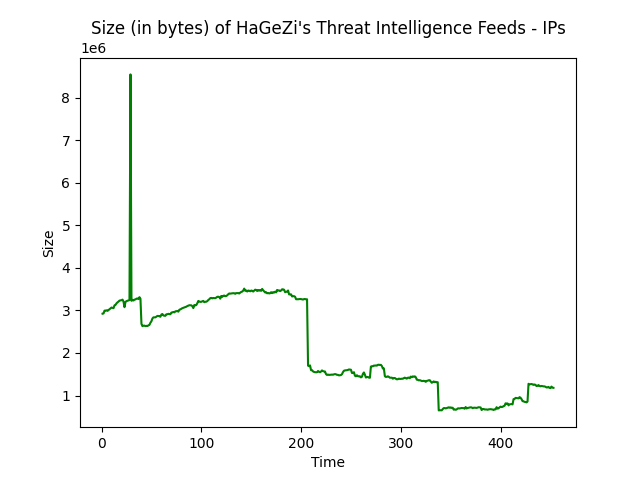 Size (in bytes) of HaGeZi's Threat Intelligence Feeds - IPs
1e6
8
7
6
5
4
3
2
1
Size
0 100 200 300 400
Time